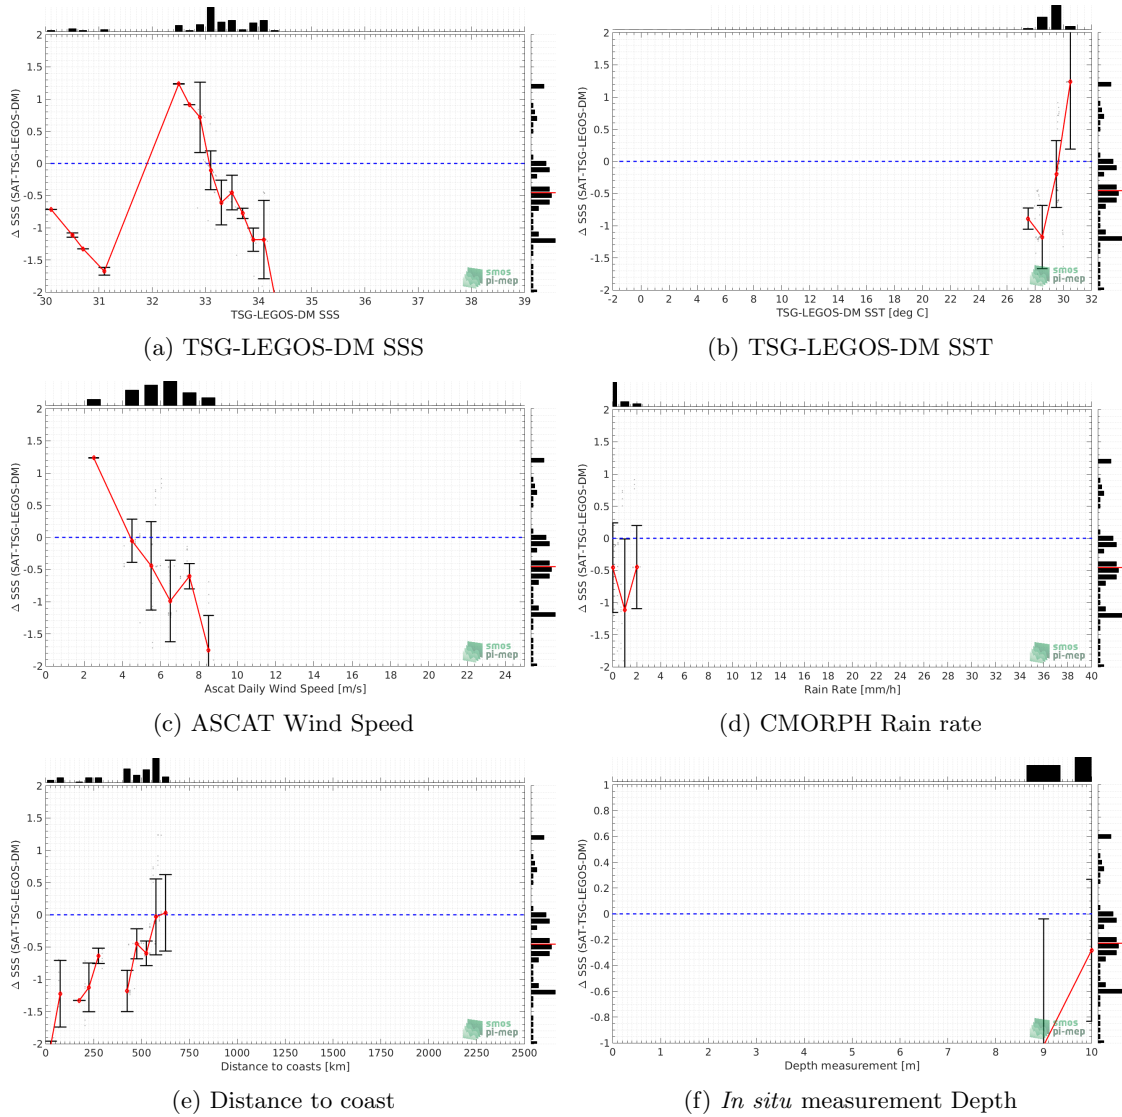 2
1.5
1
0.5
0
-0.5
-1
-1.5
-2
Δ SSS (SAT-TSG-LEGOS-DM)
30 31 32 33 34 35 36 37 38 39
TSG-LEGOS-DM SSS
smos
pi-mep
(a) TSG-LEGOS-DM SSS
2
1.5
1
0.5
0
-0.5
-1
-1.5
-2
Δ SSS (SAT-TSG-LEGOS-DM)
-2 0 2 4 6 8 10 12 14 16 18 20 22 24 26 28 30 32
TSG-LEGOS-DM SST [deg C]
smos
pi-mep
(b) TSG-LEGOS-DM SST
2
1.5
1
0.5
0
-0.5
-1
-1.5
-2
Δ SSS (SAT-TSG-LEGOS-DM)
0 2 4 6 8 10 12 14 16 18 20 22 24
Ascat Daily Wind Speed [m/s]
smos
pi-mep
(c) ASCAT Wind Speed
2
1.5
1
0.5
0
-0.5
-1
-1.5
-2
Δ SSS (SAT-TSG-LEGOS-DM)
0 2 4 6 8 10 12 14 16 18 20 22 24 26 28 30 32 34 36 38 40
Rain Rate [mm/h]
smos
pi-mep
(d) CMORPH Rain rate
2
1.5
1
0.5
0
-0.5
-1
-1.5
-2
Δ SSS (SAT-TSG-LEGOS-DM)
0 250 500 750 1000 1250 1500 1750 2000 2250 2500
Distance to coasts [km]
smos
pi-mep
(e) Distance to coast
1
0.8
0.6
0.4
0.2
0
-0.2
-0.4
-0.6
-0.8
-1
Δ SSS (SAT-TSG-LEGOS-DM)
0 1 2 3 4 5 6 7 8 9 10
Depth measurement [m]
smos
pi-mep
(f) In situ measurement Depth